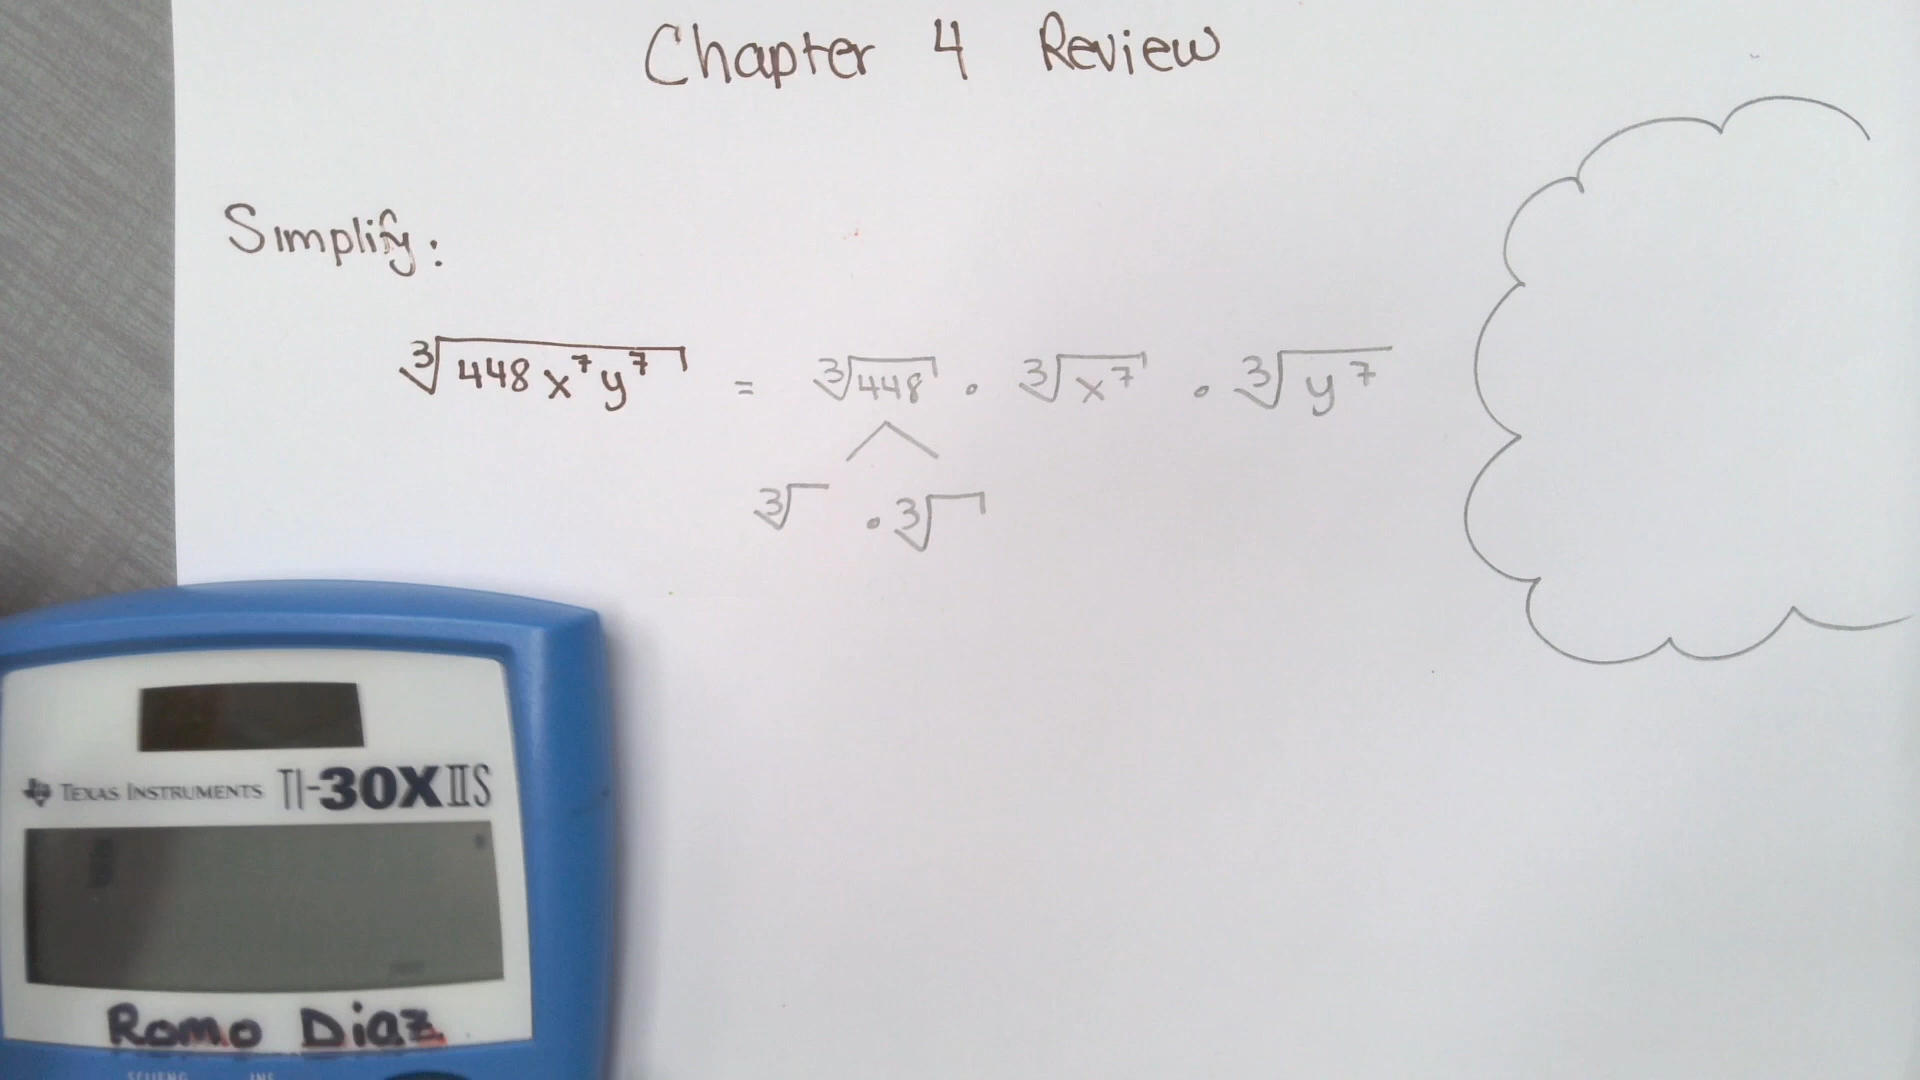 Chapter 4 Review
Simplify:
∛448x⁷y⁷ = ∛448 · ∛x⁷ · ∛y⁷
∛ · ∛
TEXAS INSTRUMENTS TI-30XIIS
Romo Diaz